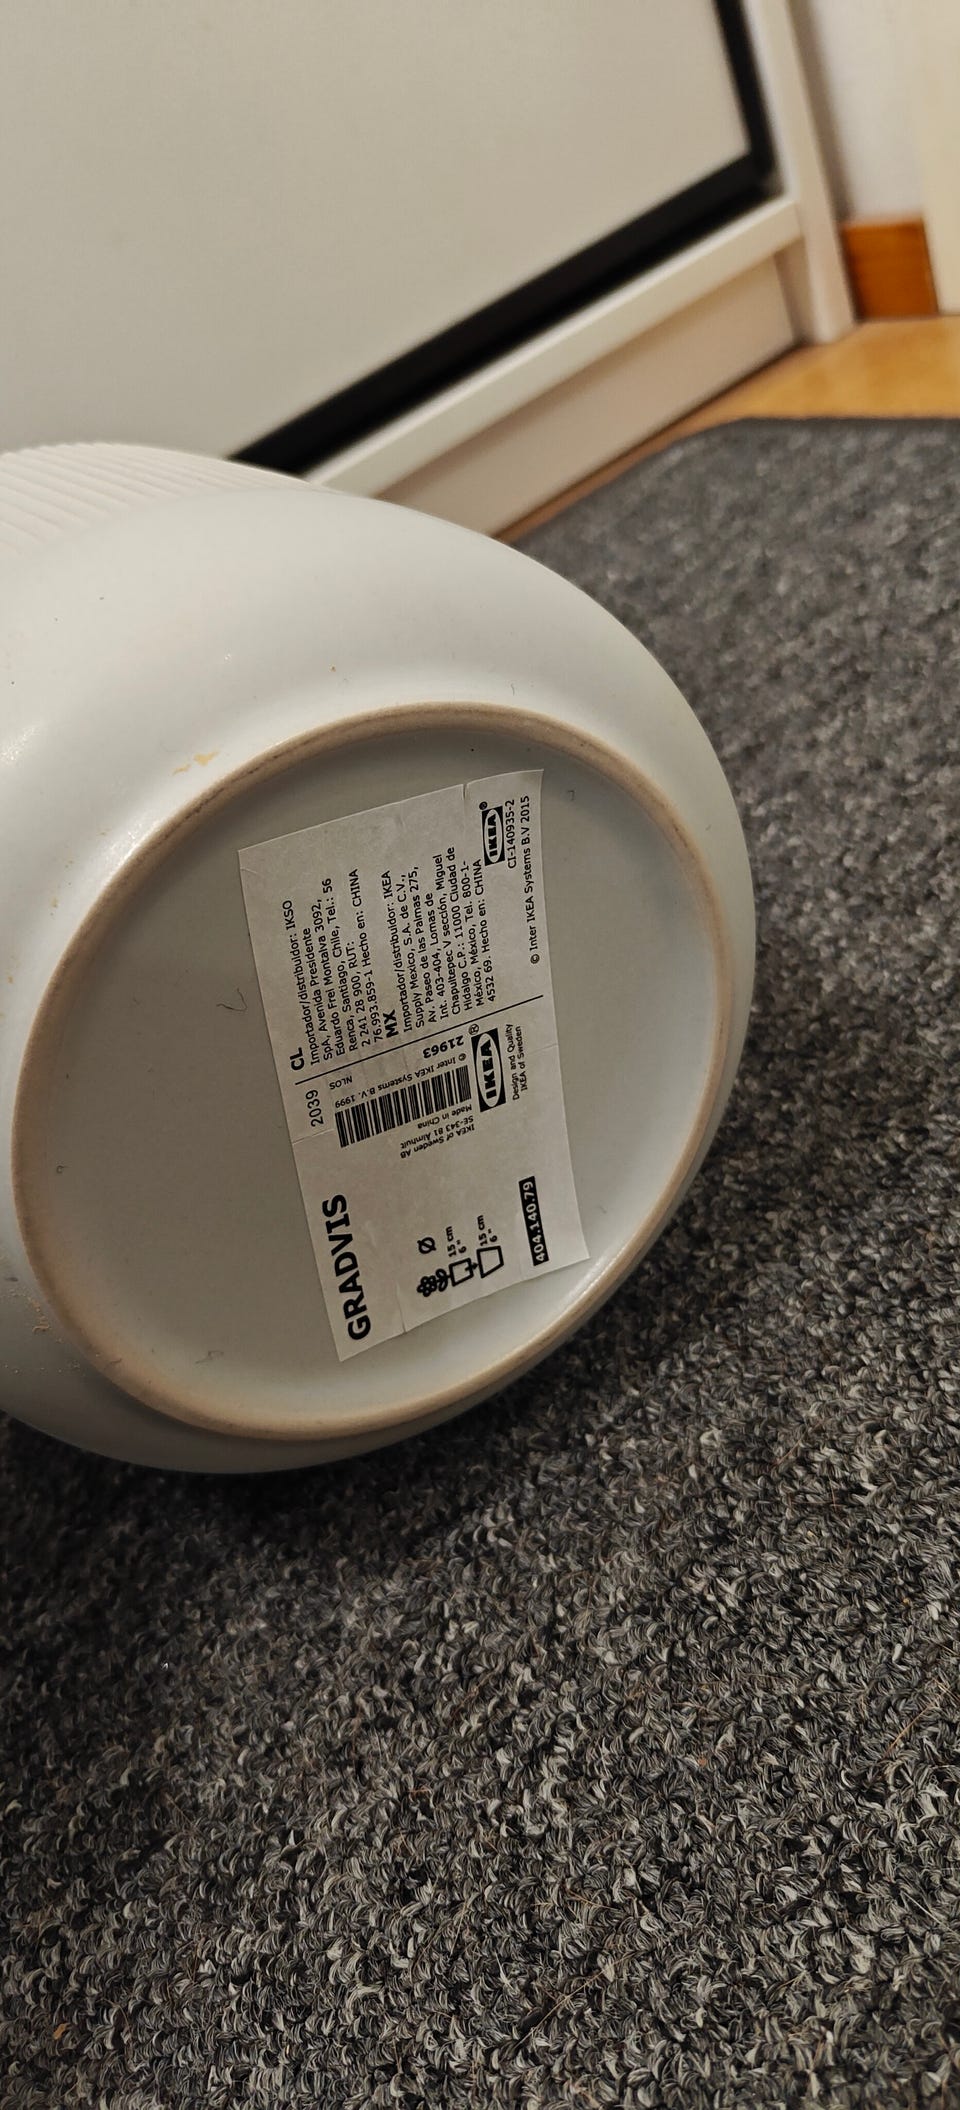 GRADVIS
Ø
15 cm
6"
15 cm
6"
404.140.79
2039
NLOS
© Inter IKEA Systems B.V. 1999
21963
Made in China
SE-343 81 Älmhult
IKEA of Sweden AB
IKEA®
Design and Quality
IKEA of Sweden
CL
Importador/distribuidor: IKSO
SpA, Avenida Presidente
Eduardo Frei Montalva 3092,
Renca, Santiago, Chile, Tel.: 56
2 241 28 900, RUT:
76.993.859-1 Hecho en: CHINA
MX
Importador/distribuidor: IKEA
Supply Mexico, S.A. de C.V.,
Av. Paseo de las Palmas 275,
Int. 403-404, Lomas de
Chapultepec V sección, Miguel
Hidalgo C.P.: 11000 Ciudad de
México, México, Tel. 800-1-
4532 69. Hecho en: CHINA
IKEA®
CI-140935-2
© Inter IKEA Systems B.V 2015